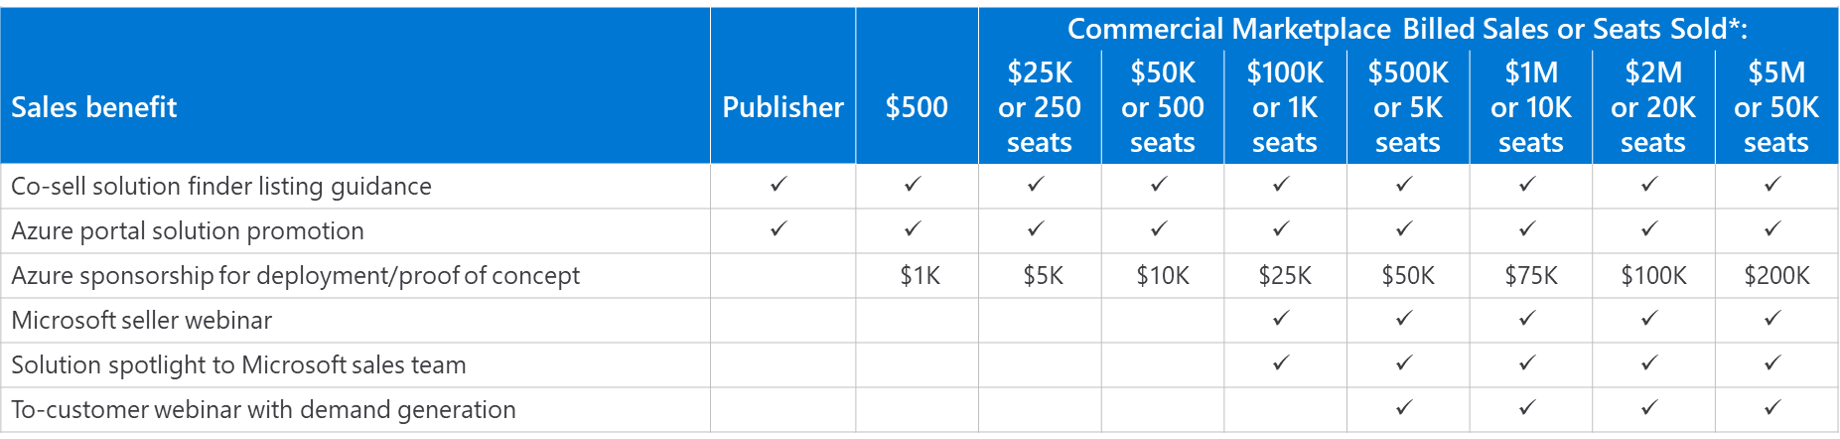 Commercial Marketplace Billed Sales or Seats Sold*:
Sales benefit Publisher $500 $25K or 250 seats $50K or 500 seats $100K or 1K seats $500K or 5K seats $1M or 10K seats $2M or 20K seats $5M or 50K seats
Co-sell solution finder listing guidance ✓ ✓ ✓ ✓ ✓ ✓ ✓ ✓ ✓
Azure portal solution promotion ✓ ✓ ✓ ✓ ✓ ✓ ✓ ✓ ✓
Azure sponsorship for deployment/proof of concept $1K $5K $10K $25K $50K $75K $100K $200K
Microsoft seller webinar ✓ ✓ ✓ ✓ ✓
Solution spotlight to Microsoft sales team ✓ ✓ ✓ ✓ ✓
To-customer webinar with demand generation ✓ ✓ ✓ ✓